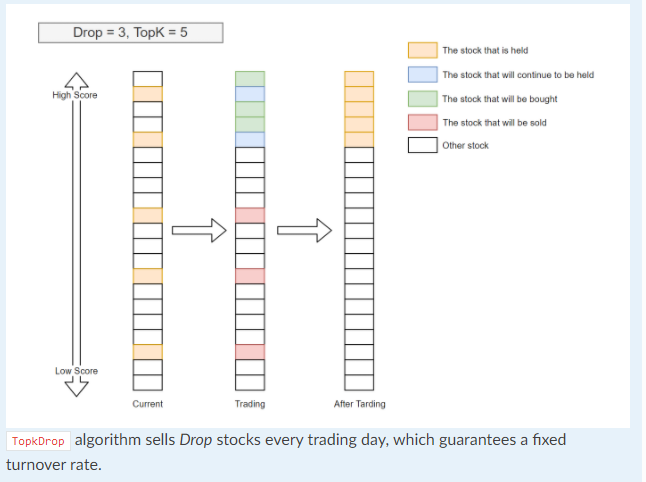 Drop = 3, TopK = 5
High Score
Low Score
The stock that is held
The stock that will continue to be held
The stock that will be bought
The stock that will be sold
Other stock
Current
Trading
After Tarding
TopkDrop algorithm sells Drop stocks every trading day, which guarantees a fixed
turnover rate.